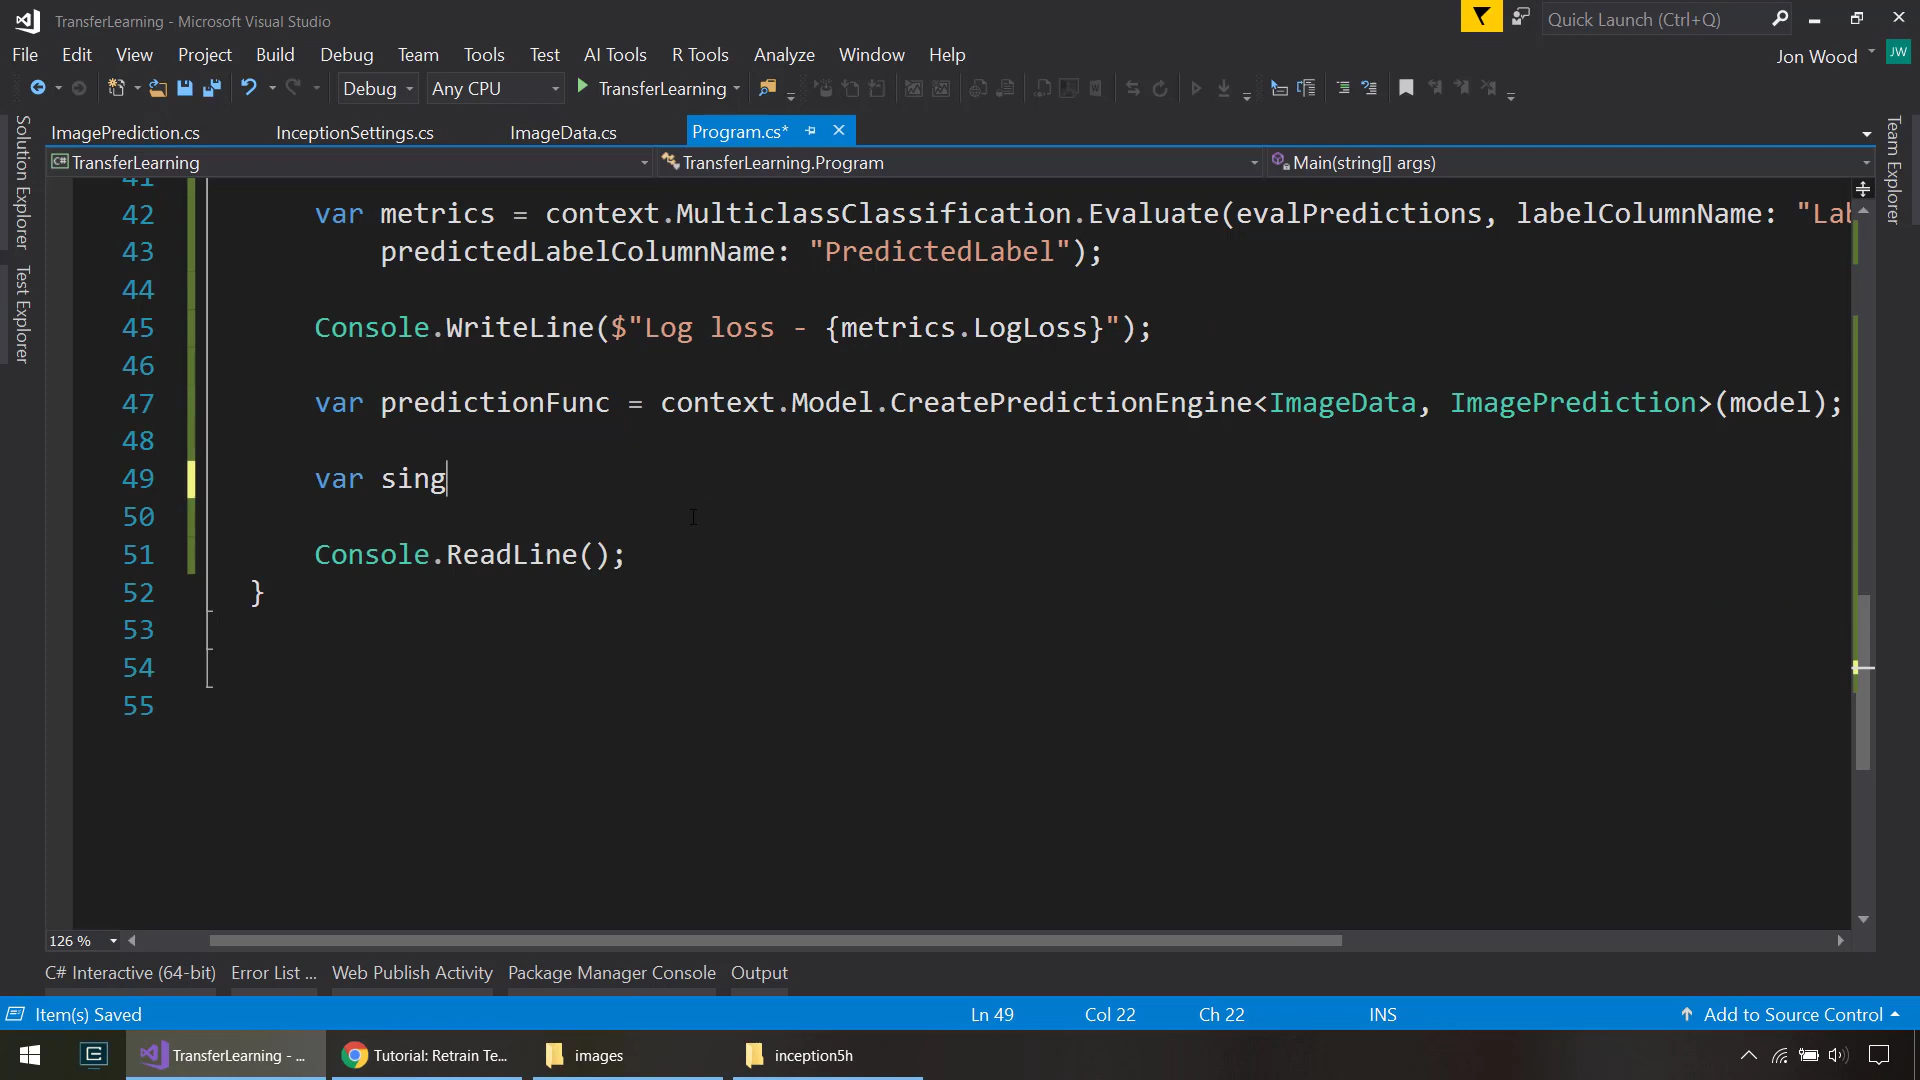 TransferLearning - Microsoft Visual Studio
Quick Launch (Ctrl+Q)
File Edit View Project Build Debug Team Tools Test AI Tools R Tools Analyze Window Help
Jon Wood JW
Debug Any CPU TransferLearning
ImagePrediction.cs InceptionSettings.cs ImageData.cs Program.cs*
C# TransferLearning TransferLearning.Program Main(string[] args)
Solution Explorer
Test Explorer
Team Explorer
41
42 var metrics = context.MulticlassClassification.Evaluate(evalPredictions, labelColumnName: "Lab
43 predictedLabelColumnName: "PredictedLabel");
44
45 Console.WriteLine($"Log loss - {metrics.LogLoss}");
46
47 var predictionFunc = context.Model.CreatePredictionEngine<ImageData, ImagePrediction>(model);
48
49 var sing
50
51 Console.ReadLine();
52 }
53
54
55
126 %
C# Interactive (64-bit) Error List ... Web Publish Activity Package Manager Console Output
Item(s) Saved Ln 49 Col 22 Ch 22 INS Add to Source Control
TransferLearning - ... Tutorial: Retrain Te... images inception5h